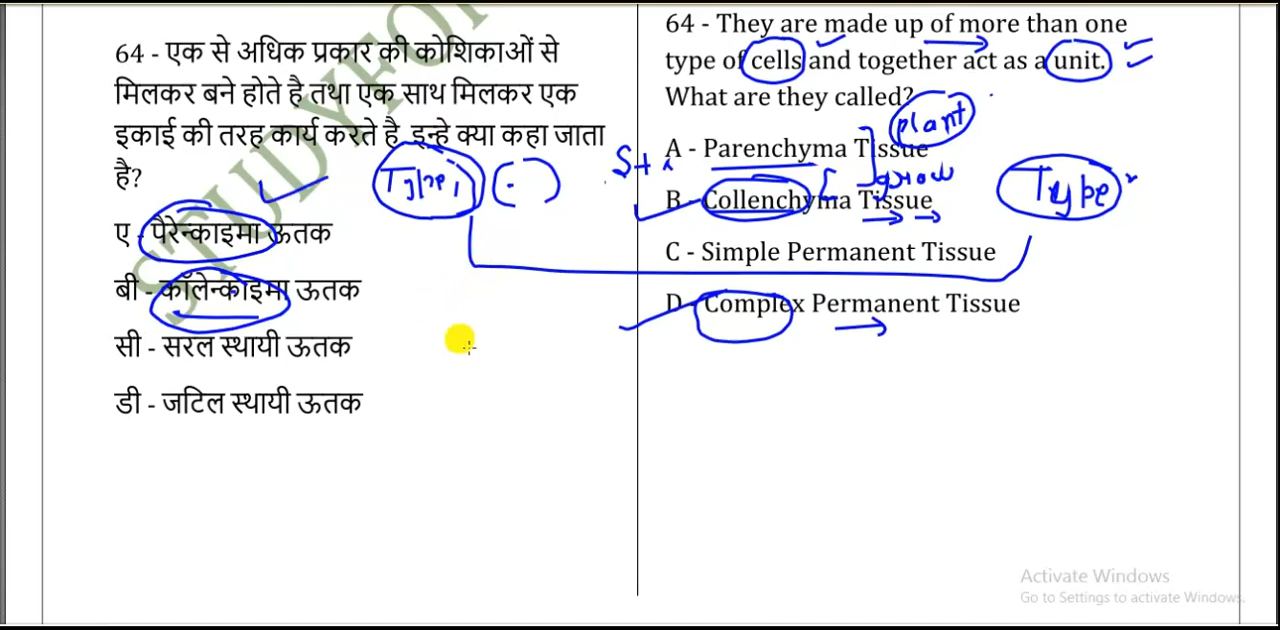 64 - एक से अधिक प्रकार की कोशिकाओं से
मिलकर बने होते है तथा एक साथ मिलकर एक
इकाई की तरह कार्य करते है, इन्हे क्या कहा जाता
है?
Type 1
ए - पैरेन्काइमा ऊतक
बी - कॉलेन्काइमा ऊतक
सी - सरल स्थायी ऊतक
डी - जटिल स्थायी ऊतक
64 - They are made up of more than one
type of cells and together act as a unit.
What are they called?
plant
A - Parenchyma Tissue
grow
Type
B - Collenchyma Tissue
C - Simple Permanent Tissue
D - Complex Permanent Tissue
Activate Windows
Go to Settings to activate Windows.